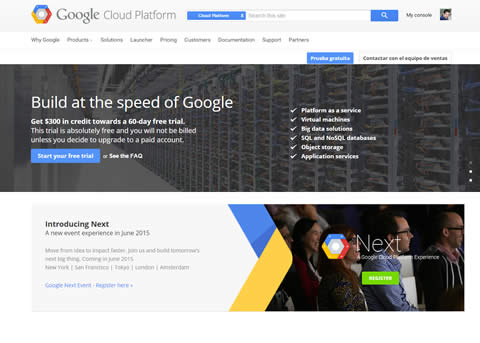 Google Cloud Platform
Cloud Platform
Search this site
My console
Why Google Products Solutions Launcher Pricing Customers Documentation Support Partners
Prueba gratuita
Contactar con el equipo de ventas
Build at the speed of Google
Get $300 in credit towards a 60-day free trial.
This trial is absolutely free and you will not be billed
unless you decide to upgrade to a paid account.
Start your free trial or See the FAQ
Platform as a service
Virtual machines
Big data solutions
SQL and NoSQL databases
Object storage
Application services
Introducing Next
A new event experience in June 2015
Move from idea to impact faster. Join us and build tomorrow's
next big thing. Coming in June 2015
New York | San Francisco | Tokyo | London | Amsterdam
Google Next Event - Register here »
Next
A Google Cloud Platform Experience
REGISTER